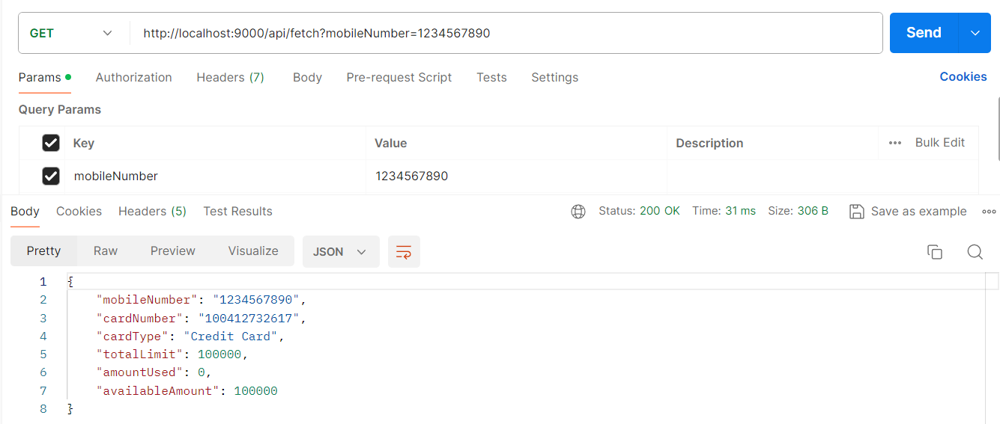 GET http://localhost:9000/api/fetch?mobileNumber=1234567890 Send
Params Authorization Headers (7) Body Pre-request Script Tests Settings Cookies
Query Params
Key Value Description Bulk Edit
mobileNumber 1234567890
Body Cookies Headers (5) Test Results Status: 200 OK Time: 31 ms Size: 306 B Save as example
Pretty Raw Preview Visualize JSON
1 {
2 "mobileNumber": "1234567890",
3 "cardNumber": "100412732617",
4 "cardType": "Credit Card",
5 "totalLimit": 100000,
6 "amountUsed": 0,
7 "availableAmount": 100000
8 }